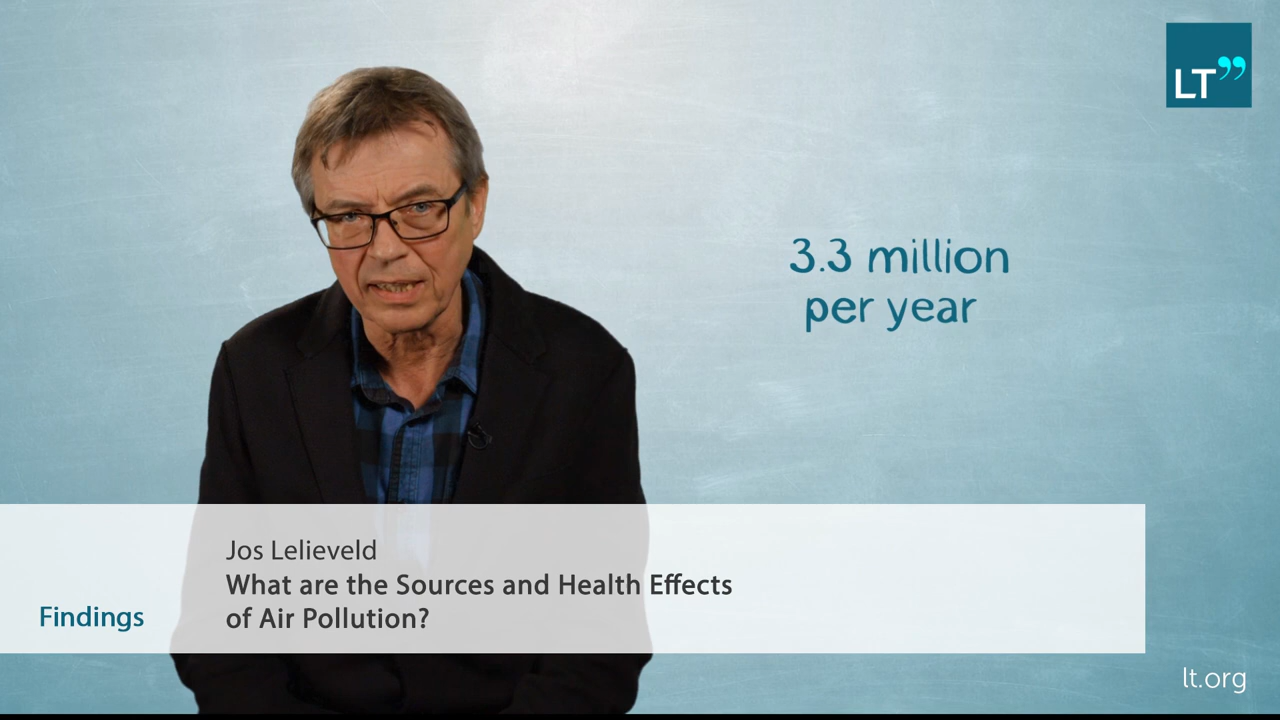 LT”
3.3 million
per year
Jos Lelieveld
What are the Sources and Health Effects
of Air Pollution?
Findings
lt.org